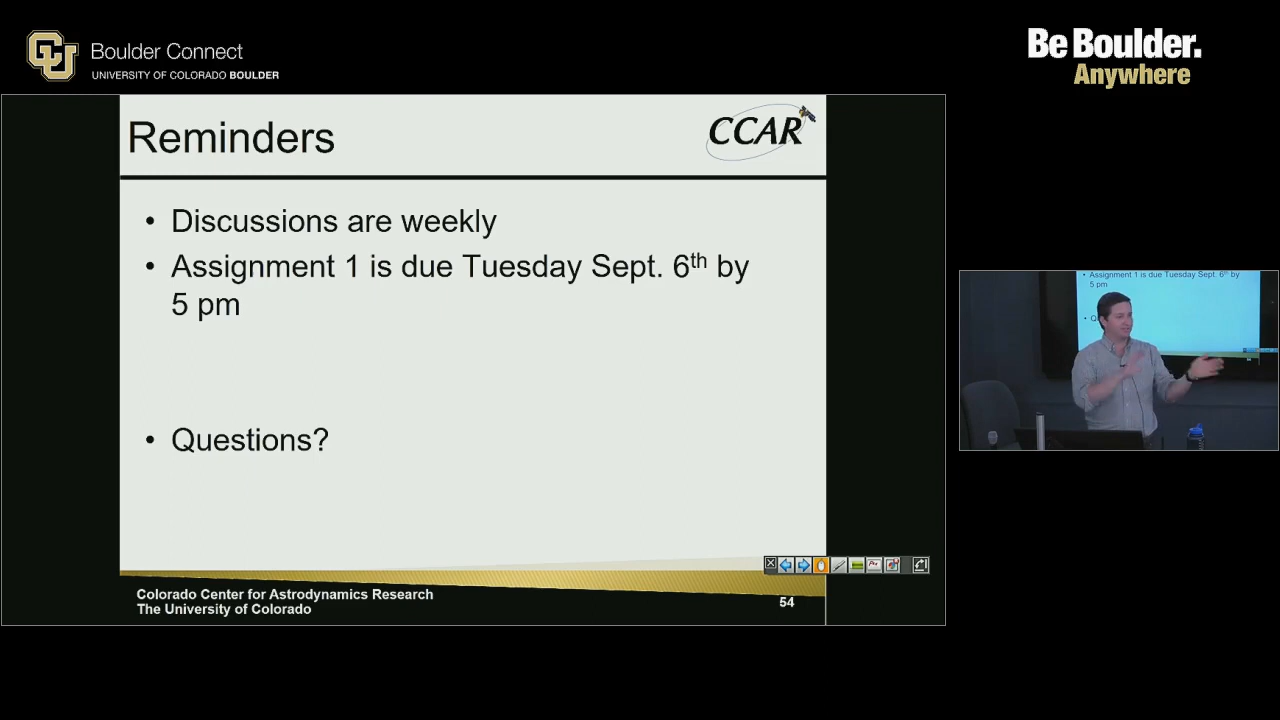 CU
Boulder Connect
UNIVERSITY OF COLORADO BOULDER
Be Boulder.
Anywhere
Reminders
CCAR
• Discussions are weekly
• Assignment 1 is due Tuesday Sept. 6th by
5 pm
• Questions?
Colorado Center for Astrodynamics Research
The University of Colorado
54
• Assignment 1 is due Tuesday Sept. 6th by
5 pm
• Q